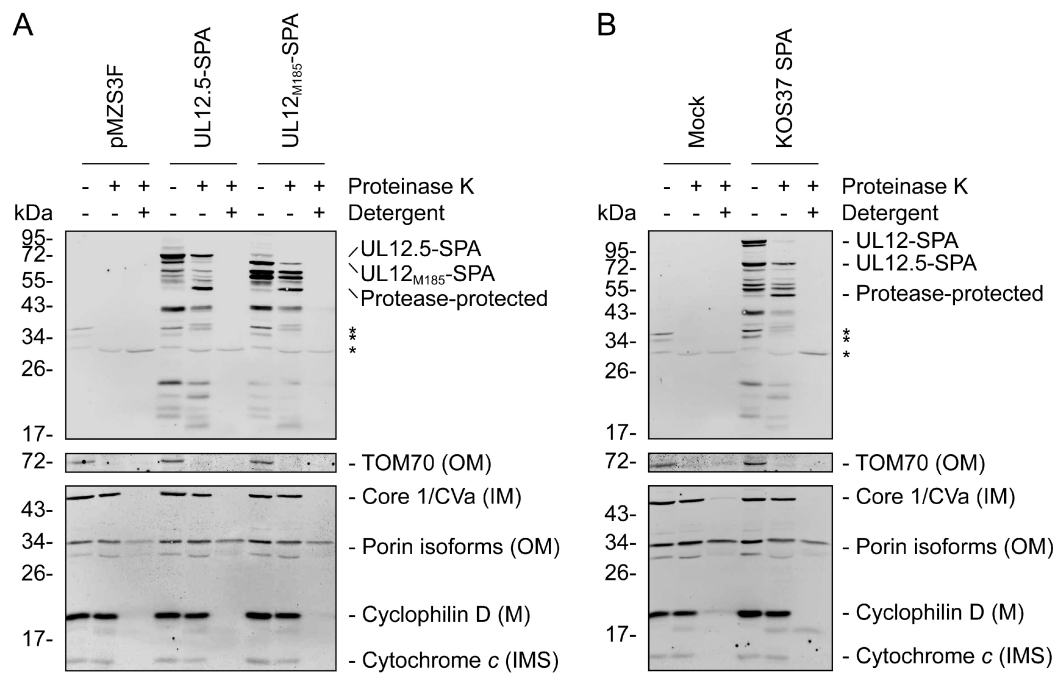 A
pMZS3F
UL12.5-SPA
UL12M185-SPA
- + + - + + - + + Proteinase K
- - + - - + - - + Detergent
kDa
95-
72-
55-
43-
34-
26-
17-
- UL12.5-SPA
UL12M185-SPA
Protease-protected
*
*
*
72-
- TOM70 (OM)
43-
34-
26-
17-
- Core 1/CVa (IM)
- Porin isoforms (OM)
- Cyclophilin D (M)
- Cytochrome c (IMS)
B
Mock
KOS37 SPA
- + + - + + Proteinase K
- - + - - + Detergent
kDa
95-
72-
55-
43-
34-
26-
17-
- UL12-SPA
- UL12.5-SPA
- Protease-protected
*
*
*
72-
- TOM70 (OM)
43-
34-
26-
17-
- Core 1/CVa (IM)
- Porin isoforms (OM)
- Cyclophilin D (M)
- Cytochrome c (IMS)